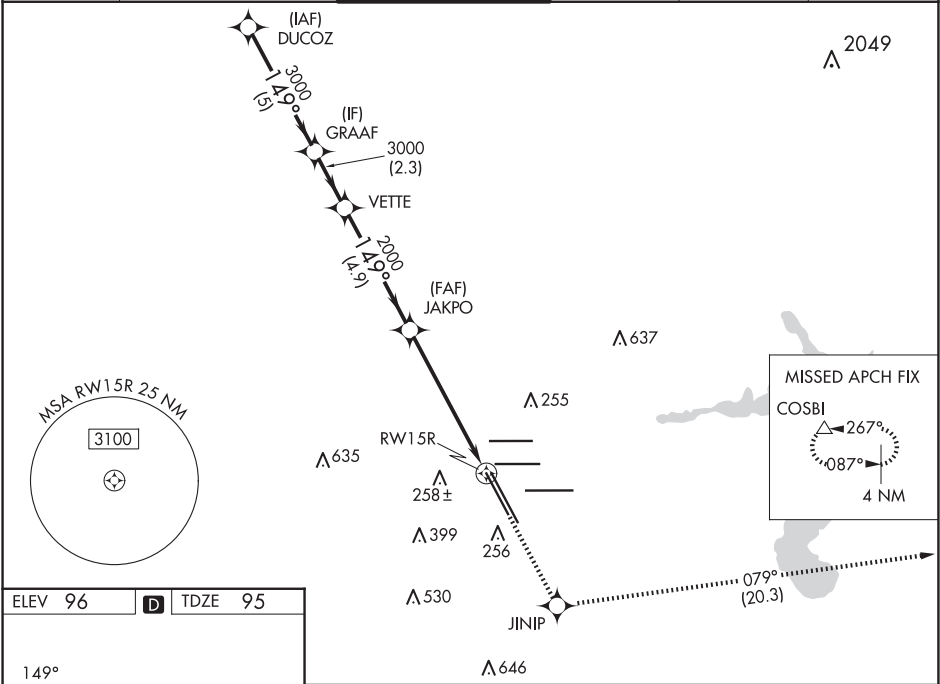 (IAF)
DUCOZ
2049
3000
149°
(5)
(IF)
GRAAF
3000
(2.3)
VETTE
2000
149°
(4.9)
(FAF)
JAKPO
637
MISSED APCH FIX
COSBI
267°
087°
4 NM
MSA RW15R 25 NM
3100
255
RW15R
635
258±
399
256
530
079°
(20.3)
JINIP
646
ELEV 96 D TDZE 95
149°